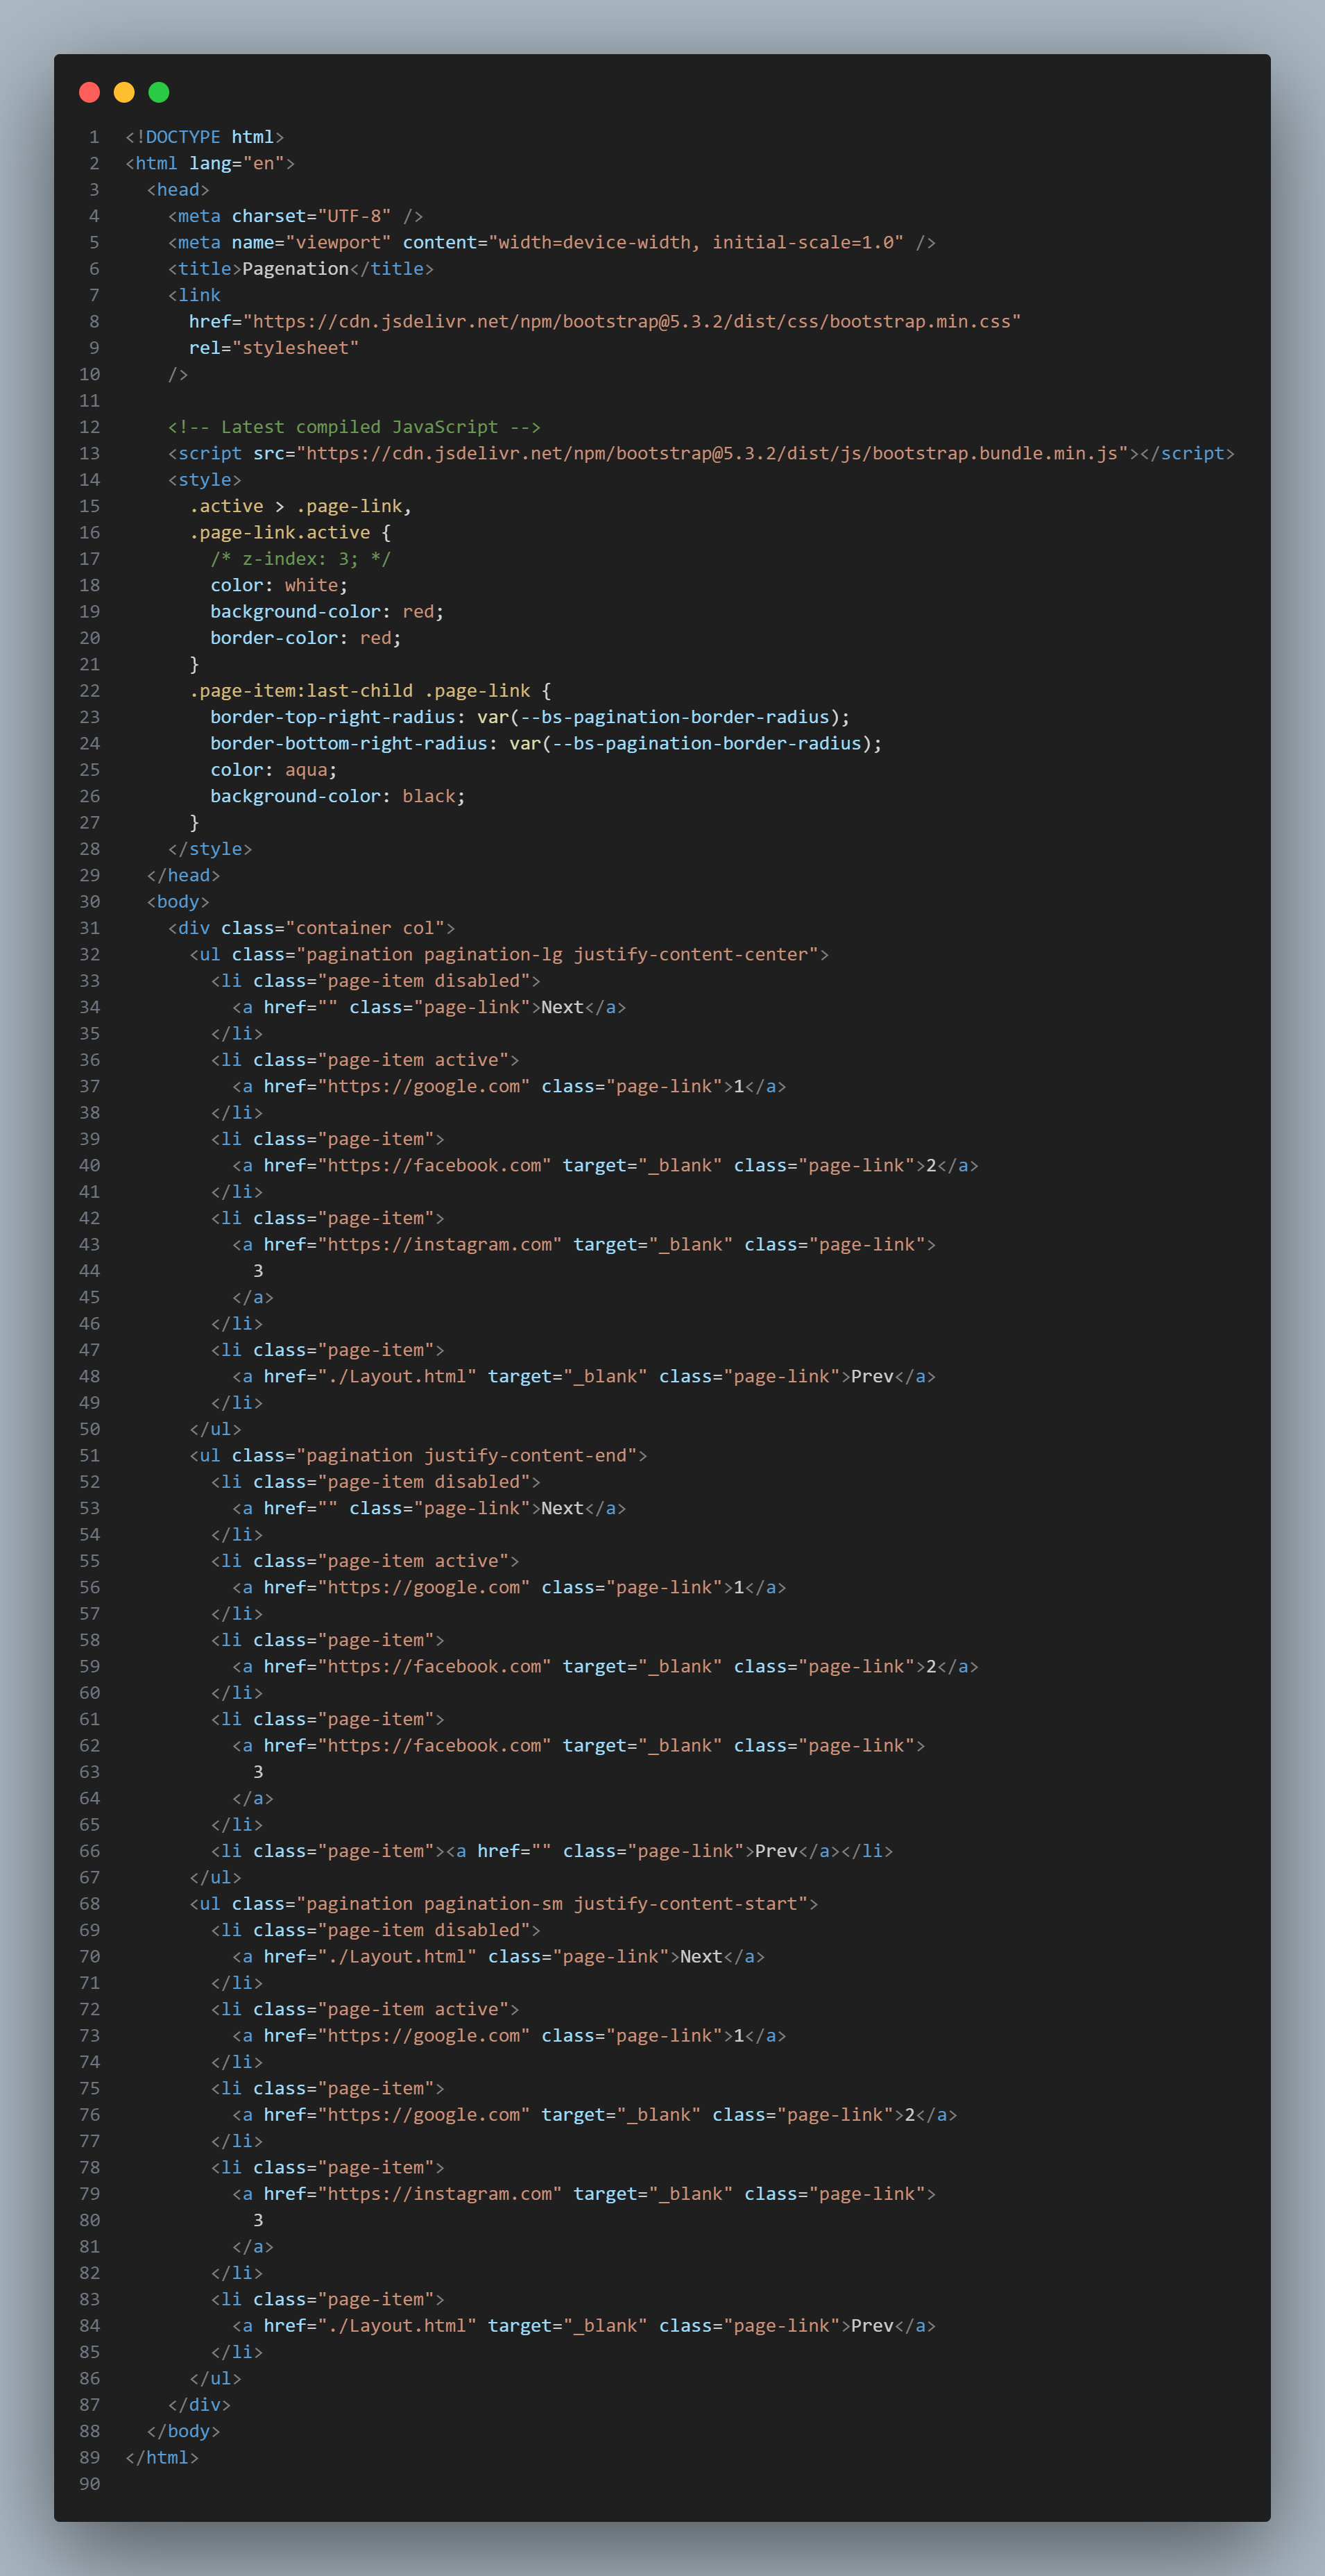 1 <!DOCTYPE html>
2 <html lang="en">
3   <head>
4     <meta charset="UTF-8" />
5     <meta name="viewport" content="width=device-width, initial-scale=1.0" />
6     <title>Pagenation</title>
7     <link
8       href="https://cdn.jsdelivr.net/npm/bootstrap@5.3.2/dist/css/bootstrap.min.css"
9       rel="stylesheet"
10     />
11
12     <!-- Latest compiled JavaScript -->
13     <script src="https://cdn.jsdelivr.net/npm/bootstrap@5.3.2/dist/js/bootstrap.bundle.min.js"></script>
14     <style>
15       .active > .page-link,
16       .page-link.active {
17         /* z-index: 3; */
18         color: white;
19         background-color: red;
20         border-color: red;
21       }
22       .page-item:last-child .page-link {
23         border-top-right-radius: var(--bs-pagination-border-radius);
24         border-bottom-right-radius: var(--bs-pagination-border-radius);
25         color: aqua;
26         background-color: black;
27       }
28     </style>
29   </head>
30   <body>
31     <div class="container col">
32       <ul class="pagination pagination-lg justify-content-center">
33         <li class="page-item disabled">
34           <a href="" class="page-link">Next</a>
35         </li>
36         <li class="page-item active">
37           <a href="https://google.com" class="page-link">1</a>
38         </li>
39         <li class="page-item">
40           <a href="https://facebook.com" target="_blank" class="page-link">2</a>
41         </li>
42         <li class="page-item">
43           <a href="https://instagram.com" target="_blank" class="page-link">
44             3
45           </a>
46         </li>
47         <li class="page-item">
48           <a href="./Layout.html" target="_blank" class="page-link">Prev</a>
49         </li>
50       </ul>
51       <ul class="pagination justify-content-end">
52         <li class="page-item disabled">
53           <a href="" class="page-link">Next</a>
54         </li>
55         <li class="page-item active">
56           <a href="https://google.com" class="page-link">1</a>
57         </li>
58         <li class="page-item">
59           <a href="https://facebook.com" target="_blank" class="page-link">2</a>
60         </li>
61         <li class="page-item">
62           <a href="https://facebook.com" target="_blank" class="page-link">
63             3
64           </a>
65         </li>
66         <li class="page-item"><a href="" class="page-link">Prev</a></li>
67       </ul>
68       <ul class="pagination pagination-sm justify-content-start">
69         <li class="page-item disabled">
70           <a href="./Layout.html" class="page-link">Next</a>
71         </li>
72         <li class="page-item active">
73           <a href="https://google.com" class="page-link">1</a>
74         </li>
75         <li class="page-item">
76           <a href="https://google.com" target="_blank" class="page-link">2</a>
77         </li>
78         <li class="page-item">
79           <a href="https://instagram.com" target="_blank" class="page-link">
80             3
81           </a>
82         </li>
83         <li class="page-item">
84           <a href="./Layout.html" target="_blank" class="page-link">Prev</a>
85         </li>
86       </ul>
87     </div>
88   </body>
89 </html>
90